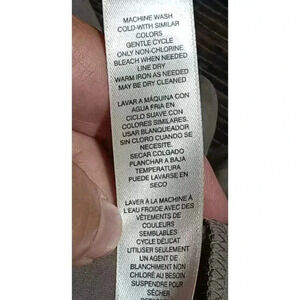 MACHINE WASH
COLD-WITH SIMILAR
COLORS
GENTLE CYCLE
ONLY NON-CHLORINE
BLEACH WHEN NEEDED
LINE DRY
WARM IRON AS NEEDED
MAY BE DRY CLEANED
LAVAR A MÁQUINA CON
AGUA FRIA EN
CICLO SUAVE CON
COLORES SIMILARES.
USAR BLANQUEADOR
SIN CLORO CUANDO SE
NECESITE.
SECAR COLGADO
PLANCHAR A BAJA
TEMPERATURA
PUEDE LAVARSE EN
SECO
LAVER À LA MACHINE À
L'EAU FROIDE AVEC DES
VÊTEMENTS DE
COULEURS
SEMBLABLES
CYCLE DÉLICAT
UTILISER SEULEMENT
UN AGENT DE
BLANCHIMENT NON
CHLORÉ AU BESOIN
SUSPENDRE POUR
SÉCHER